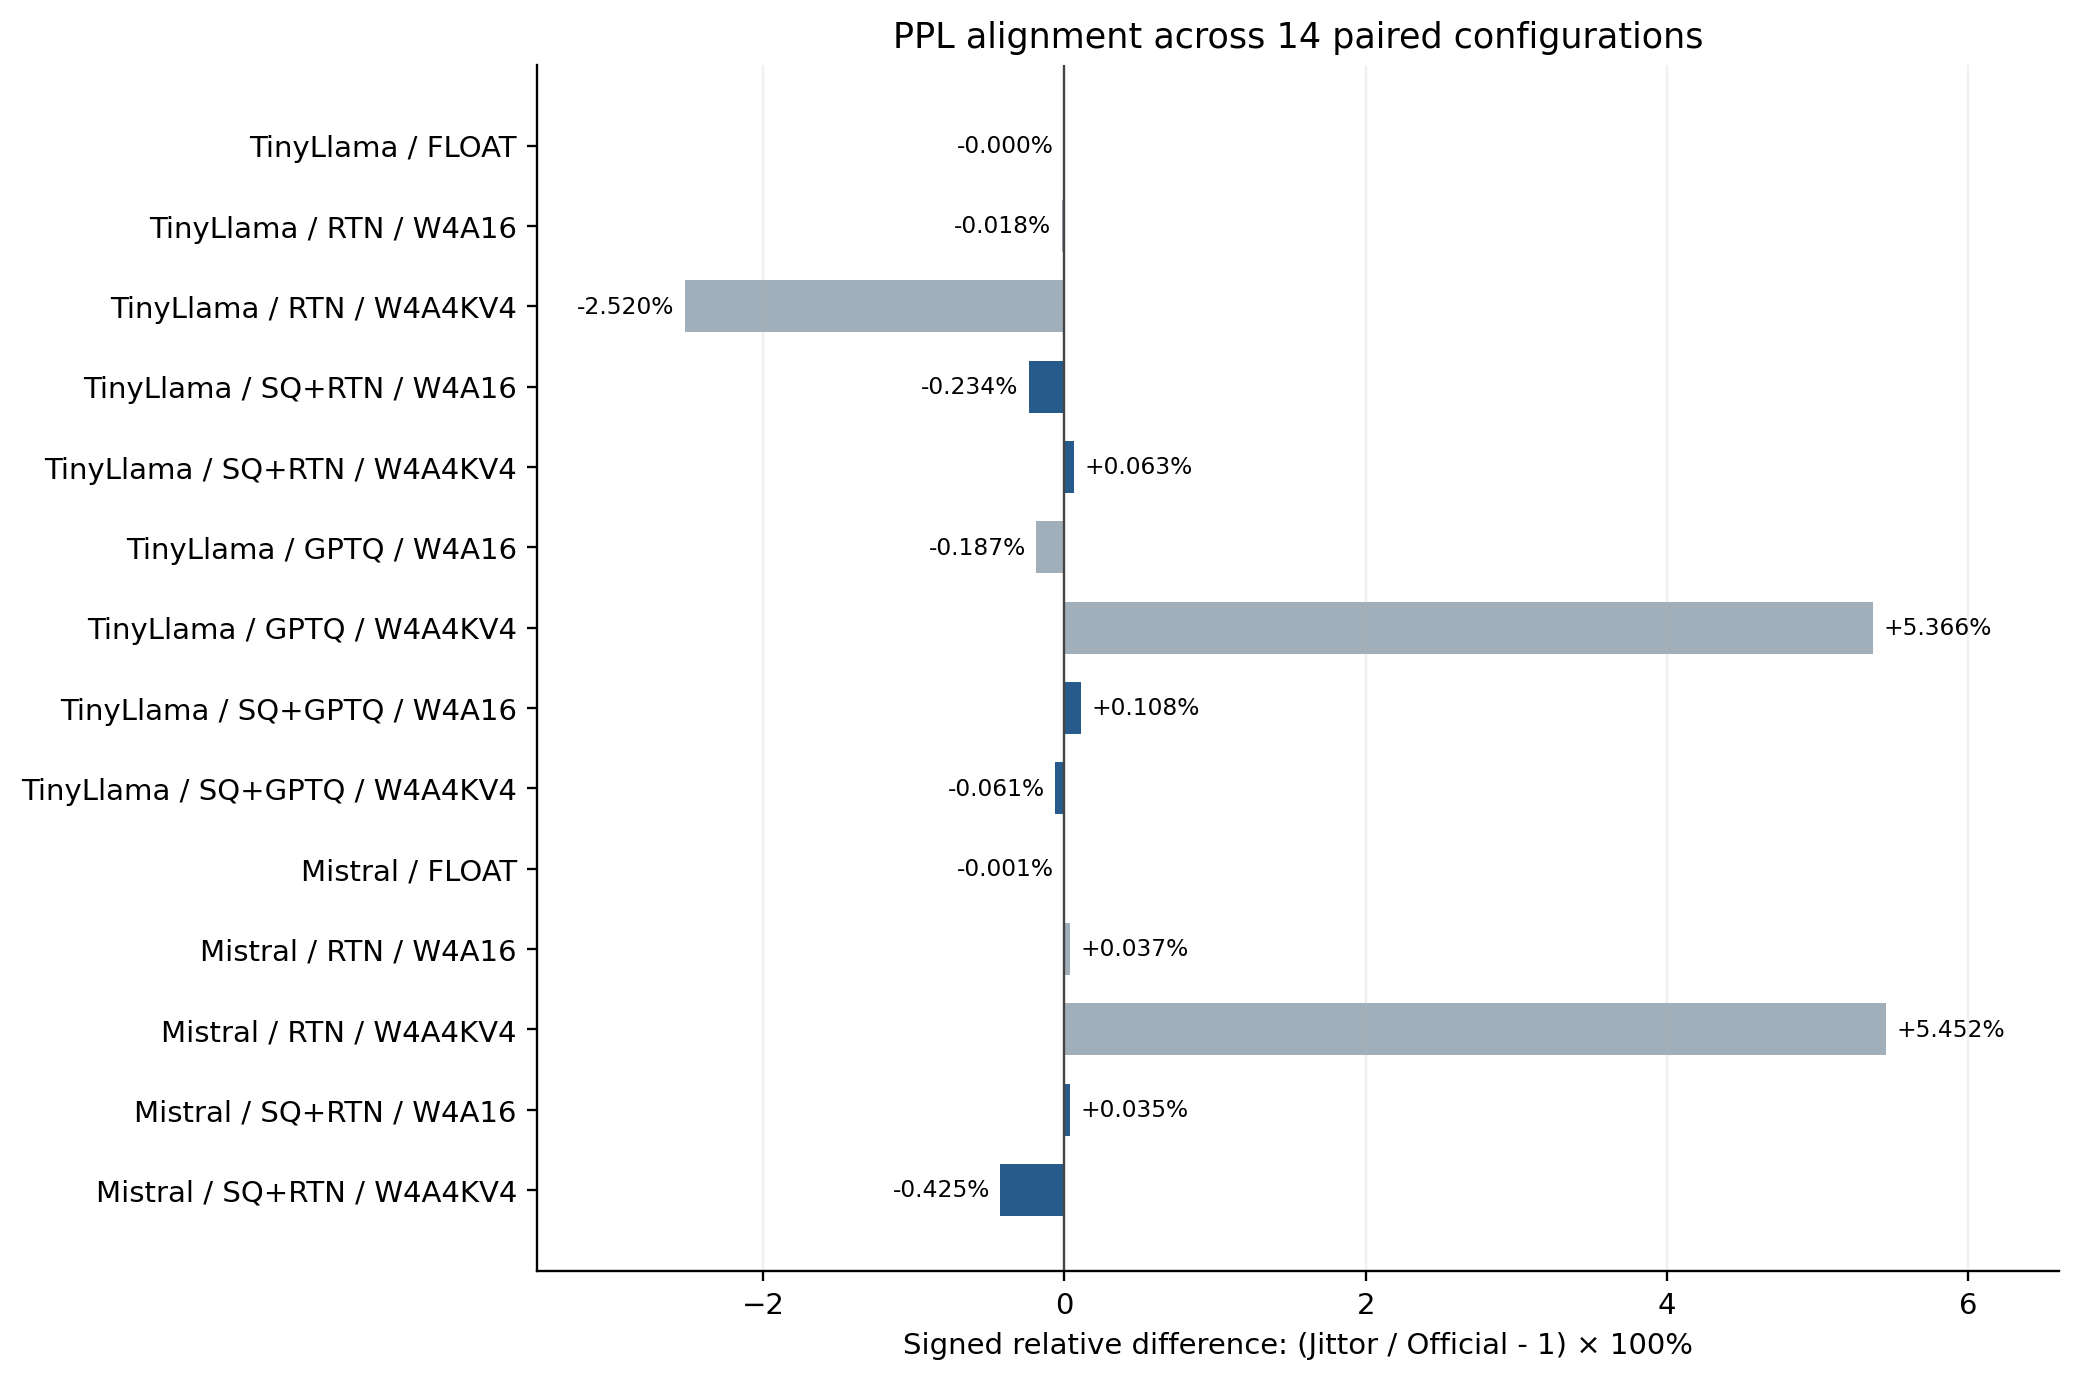 PPL alignment across 14 paired configurations
TinyLlama / FLOAT -0.000%
TinyLlama / RTN / W4A16 -0.018%
TinyLlama / RTN / W4A4KV4 -2.520%
TinyLlama / SQ+RTN / W4A16 -0.234%
TinyLlama / SQ+RTN / W4A4KV4 +0.063%
TinyLlama / GPTQ / W4A16 -0.187%
TinyLlama / GPTQ / W4A4KV4 +5.366%
TinyLlama / SQ+GPTQ / W4A16 +0.108%
TinyLlama / SQ+GPTQ / W4A4KV4 -0.061%
Mistral / FLOAT -0.001%
Mistral / RTN / W4A16 +0.037%
Mistral / RTN / W4A4KV4 +5.452%
Mistral / SQ+RTN / W4A16 +0.035%
Mistral / SQ+RTN / W4A4KV4 -0.425%
−2 0 2 4 6
Signed relative difference: (Jittor / Official - 1) × 100%